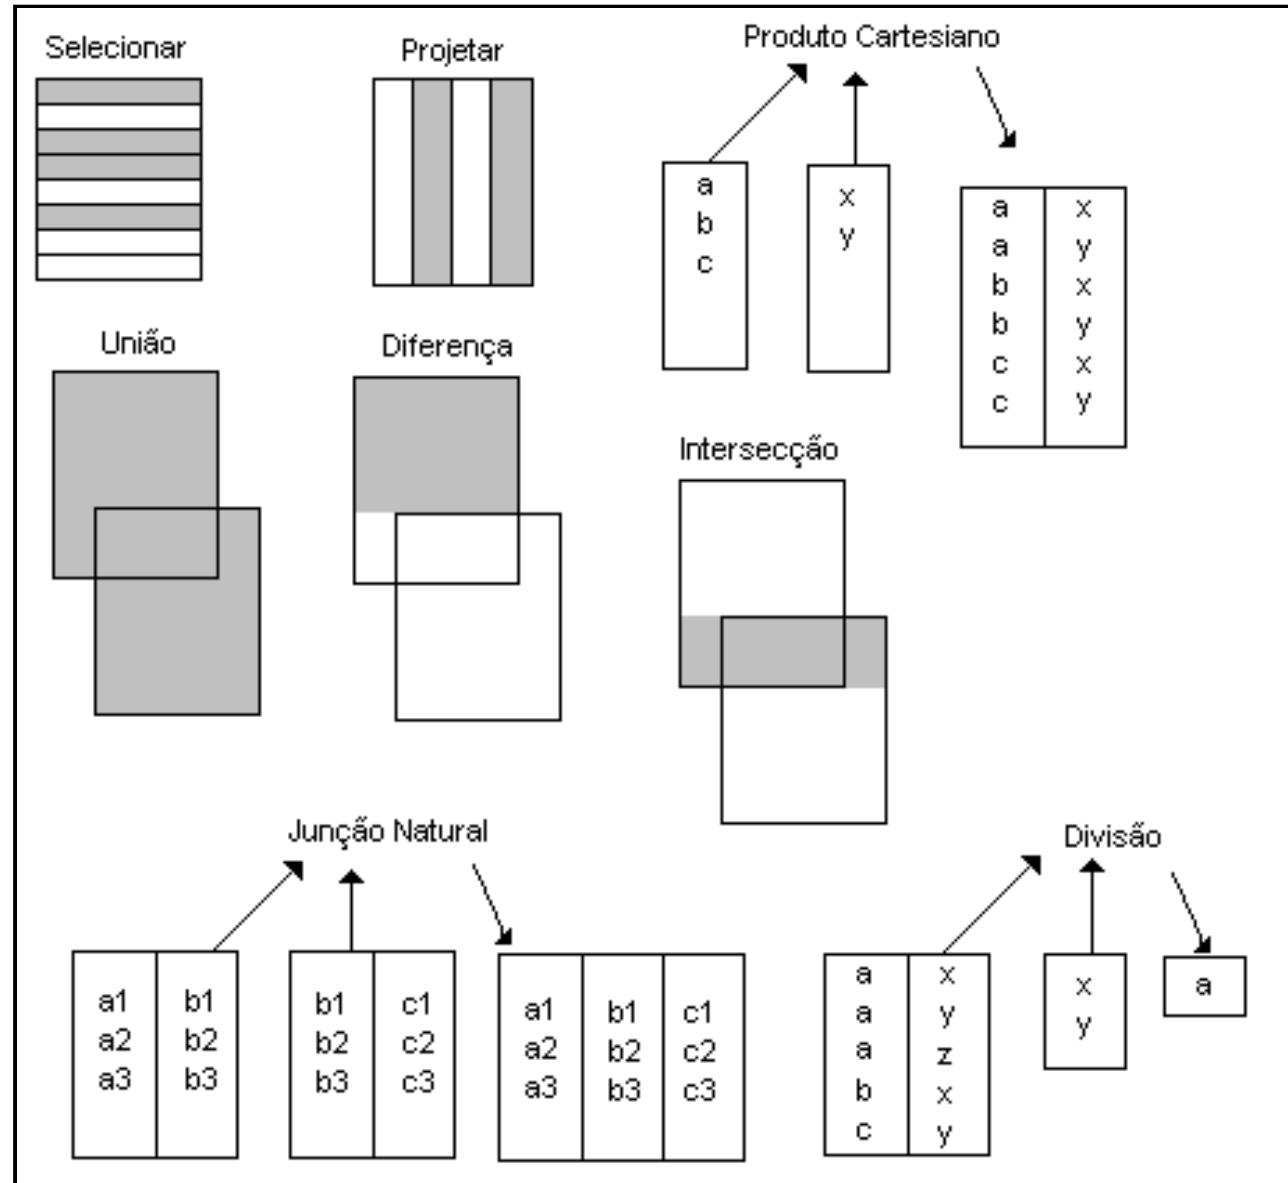 Selecionar
Projetar
Produto Cartesiano
a
b
c
x
y
a x
a y
b x
b y
c x
c y
União
Diferença
Intersecção
Junção Natural
a1 b1
a2 b2
a3 b3
b1 c1
b2 c2
b3 c3
a1 b1 c1
a2 b2 c2
a3 b3 c3
Divisão
a x
a y
a z
b x
c y
x
y
a